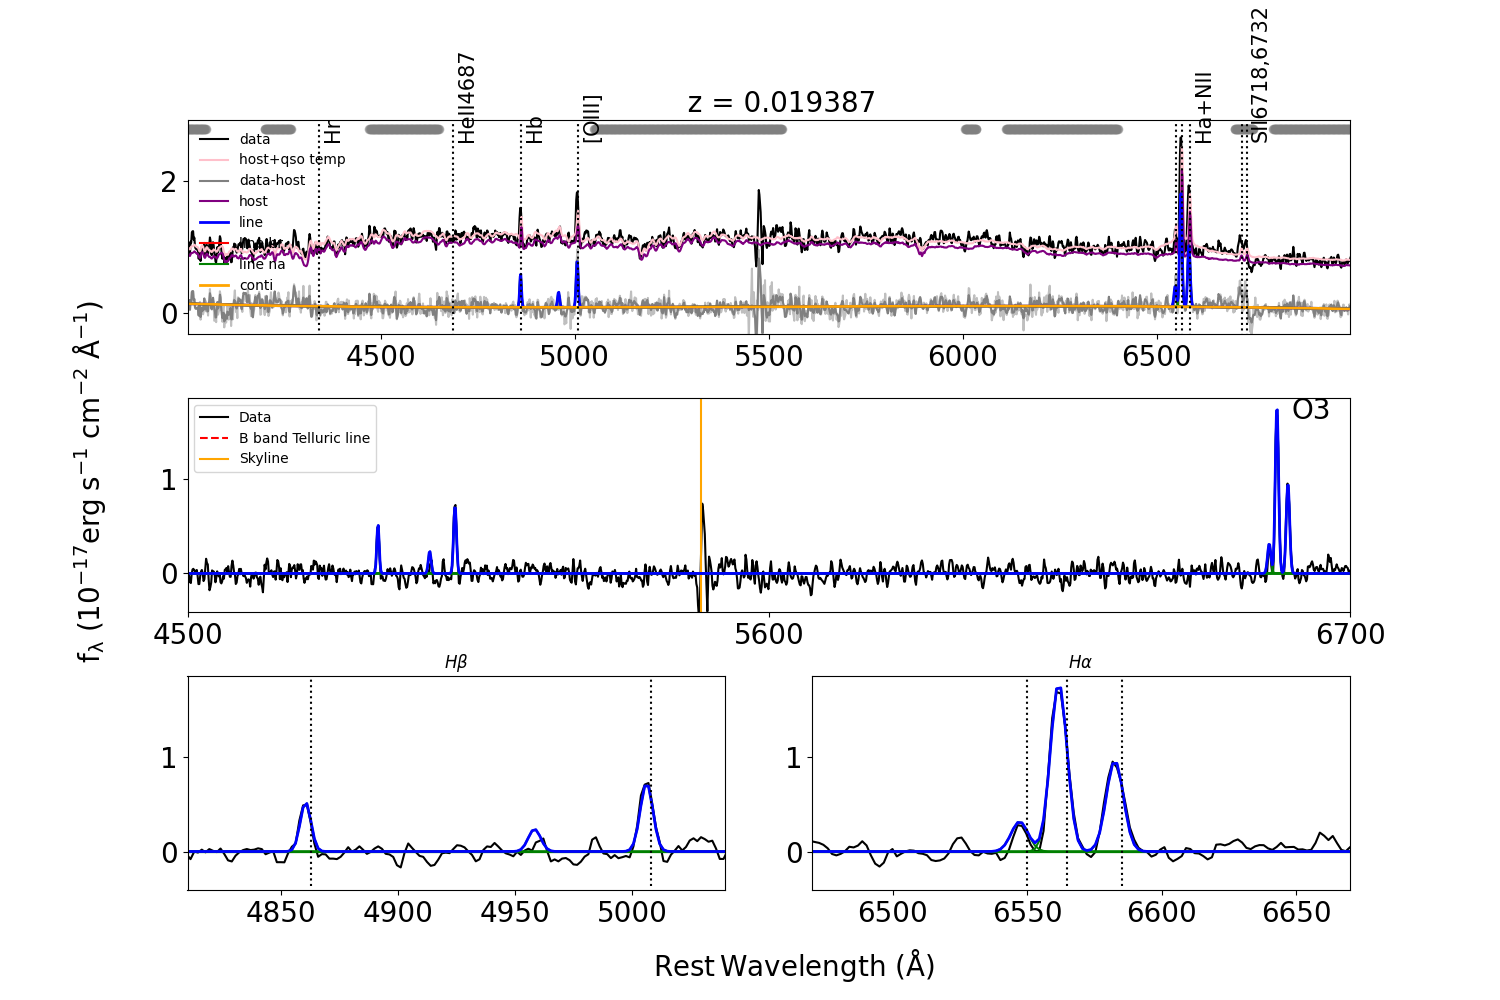 z = 0.019387
Hr
HeII4687
Hb
[OIII]
Ha+NII
SII6718,6732
data
host+qso temp
data-host
host
line
line na
conti
2
0
4500
5000
5500
6000
6500
fλ (10−17erg s−1 cm−2 Å−1)
Data
B band Telluric line
Skyline
O3
1
0
4500
5600
6700
Hβ
1
0
4850
4900
4950
5000
Hα
1
0
6500
6550
6600
6650
Rest Wavelength (Å)